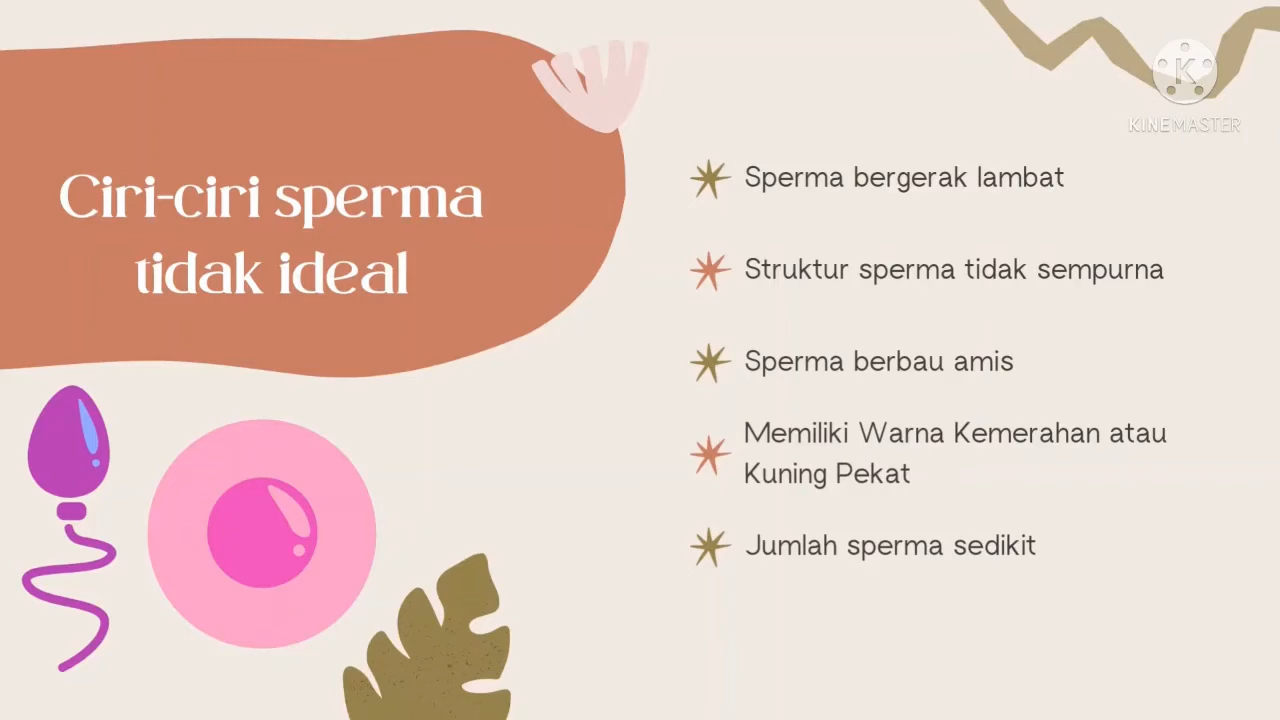 Ciri-ciri sperma
tidak ideal
KINEMASTER
Sperma bergerak lambat
Struktur sperma tidak sempurna
Sperma berbau amis
Memiliki Warna Kemerahan atau
Kuning Pekat
Jumlah sperma sedikit